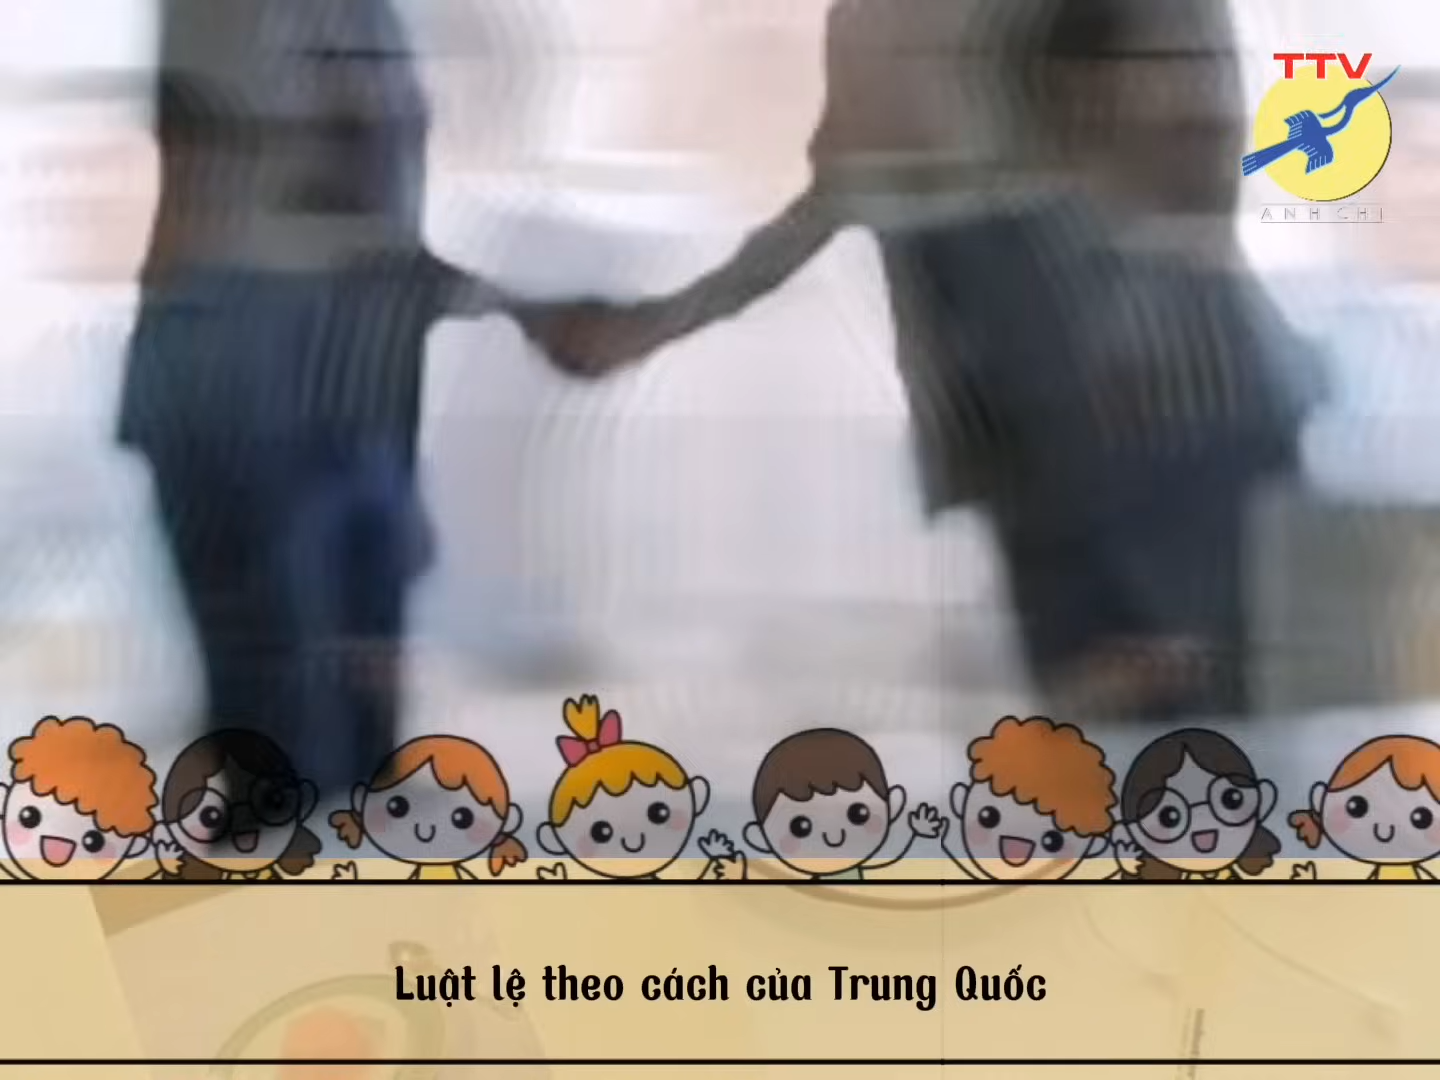 TTV
ANH CHI
Luật lệ theo cách của Trung Quốc